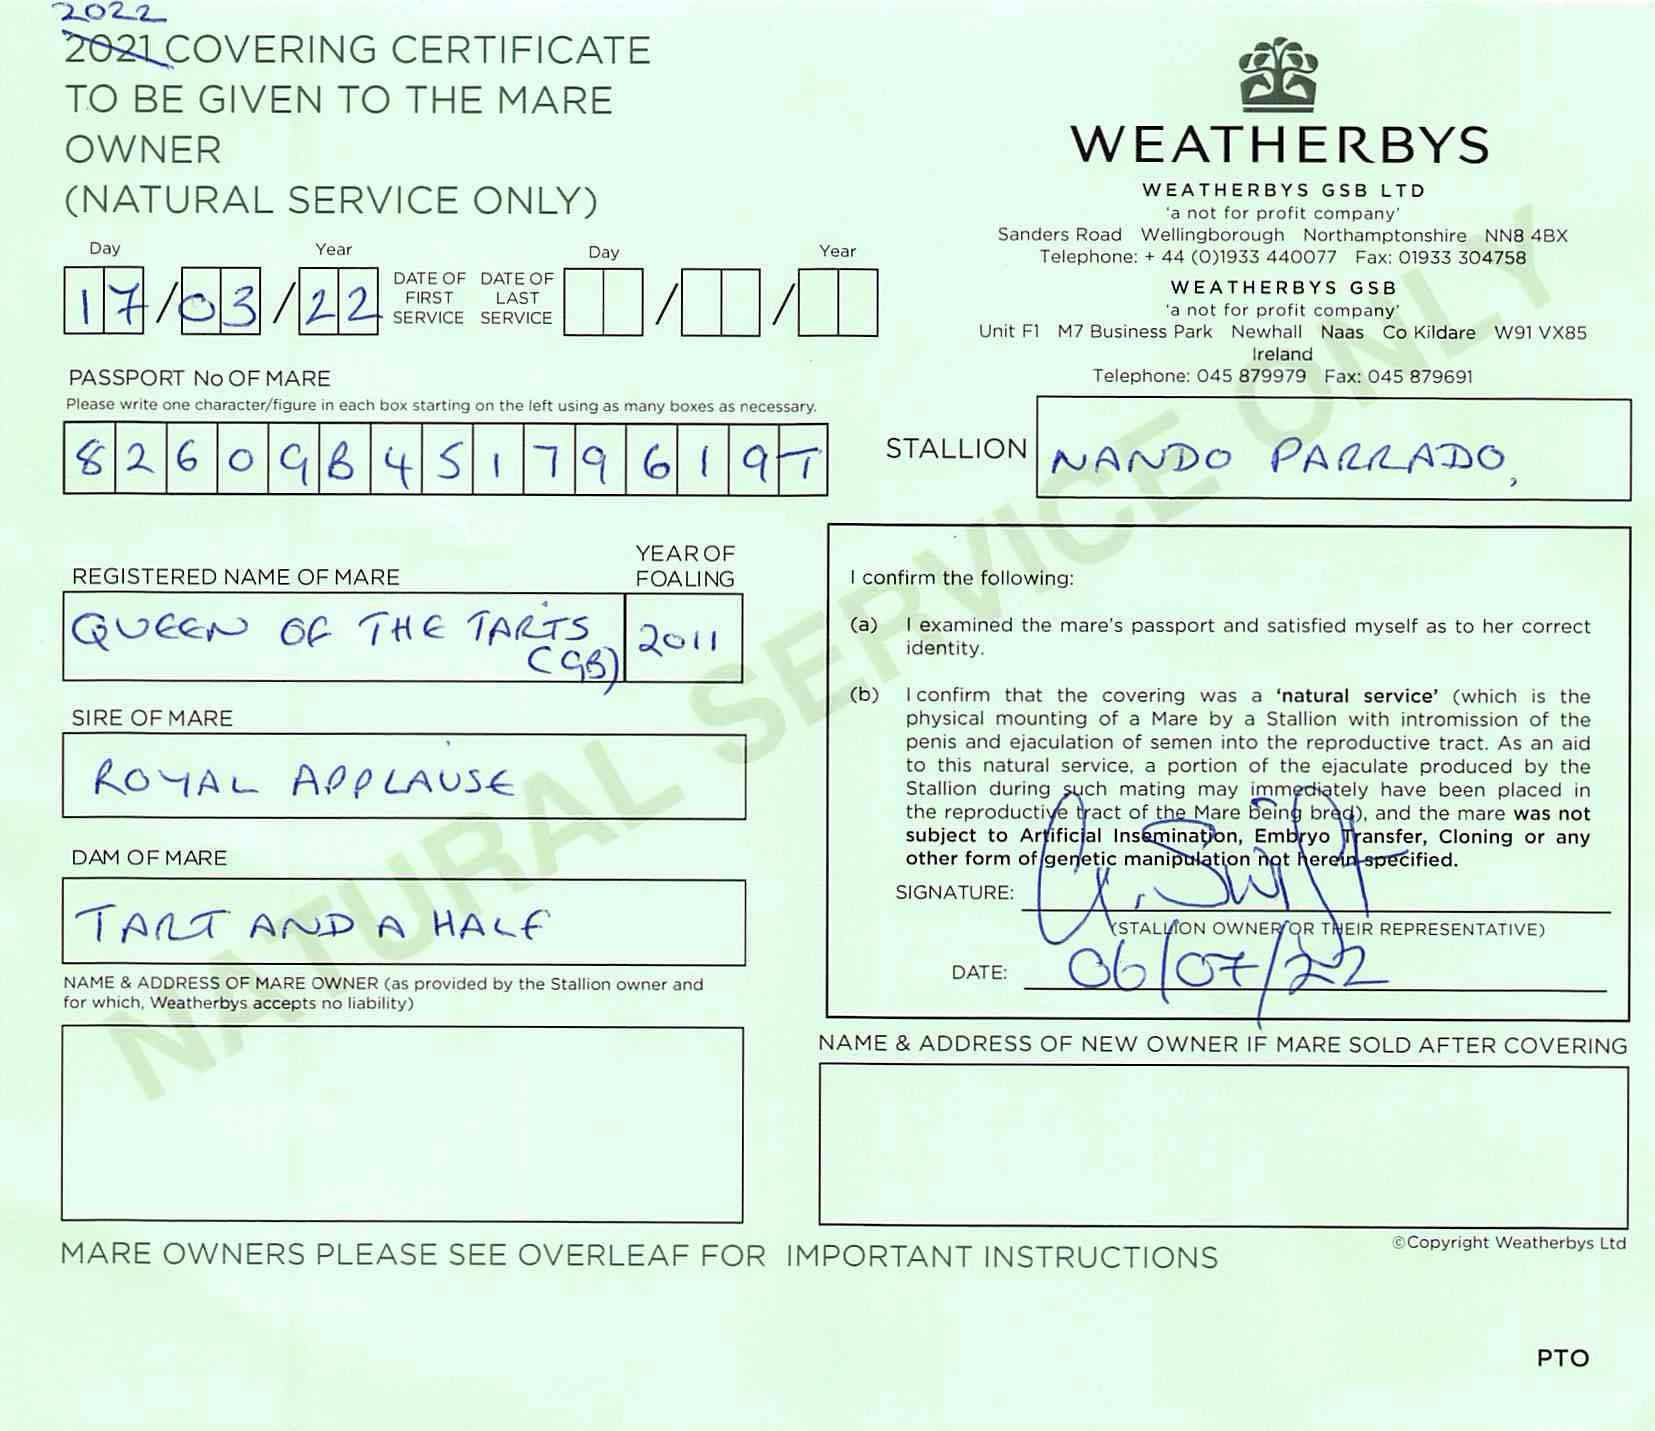 2022
2021 COVERING CERTIFICATE
TO BE GIVEN TO THE MARE
OWNER
(NATURAL SERVICE ONLY)
WEATHERBYS
WEATHERBYS GSB LTD
'a not for profit company'
Sanders Road Wellingborough Northamptonshire NN8 4BX
Telephone: + 44 (0)1933 440077 Fax: 01933 304758
WEATHERBYS GSB
'a not for profit company'
Unit F1 M7 Business Park Newhall Naas Co Kildare W91 VX85
Ireland
Telephone: 045 879979 Fax: 045 879691
Day Year Day Year
17/03/22 DATE OF FIRST SERVICE DATE OF LAST SERVICE / /
PASSPORT No OF MARE
Please write one character/figure in each box starting on the left using as many boxes as necessary.
8260GB45179619T
STALLION NANDO PARRADO,
REGISTERED NAME OF MARE YEAR OF FOALING
QUEEN OF THE TARTS 2011
(GB)
SIRE OF MARE
ROYAL APPLAUSE
DAM OF MARE
TART AND A HALF
NAME & ADDRESS OF MARE OWNER (as provided by the Stallion owner and
for which, Weatherbys accepts no liability)
I confirm the following:
(a) I examined the mare's passport and satisfied myself as to her correct
identity.
(b) I confirm that the covering was a 'natural service' (which is the
physical mounting of a Mare by a Stallion with intromission of the
penis and ejaculation of semen into the reproductive tract. As an aid
to this natural service, a portion of the ejaculate produced by the
Stallion during such mating may immediately have been placed in
the reproductive tract of the Mare being bred), and the mare was not
subject to Artificial Insemination, Embryo Transfer, Cloning or any
other form of genetic manipulation not herein specified.
SIGNATURE: G. Swift
(STALLION OWNER OR THEIR REPRESENTATIVE)
DATE: 06/07/22
NAME & ADDRESS OF NEW OWNER IF MARE SOLD AFTER COVERING
©Copyright Weatherbys Ltd
MARE OWNERS PLEASE SEE OVERLEAF FOR IMPORTANT INSTRUCTIONS
PTO
NATURAL SERVICE ONLY